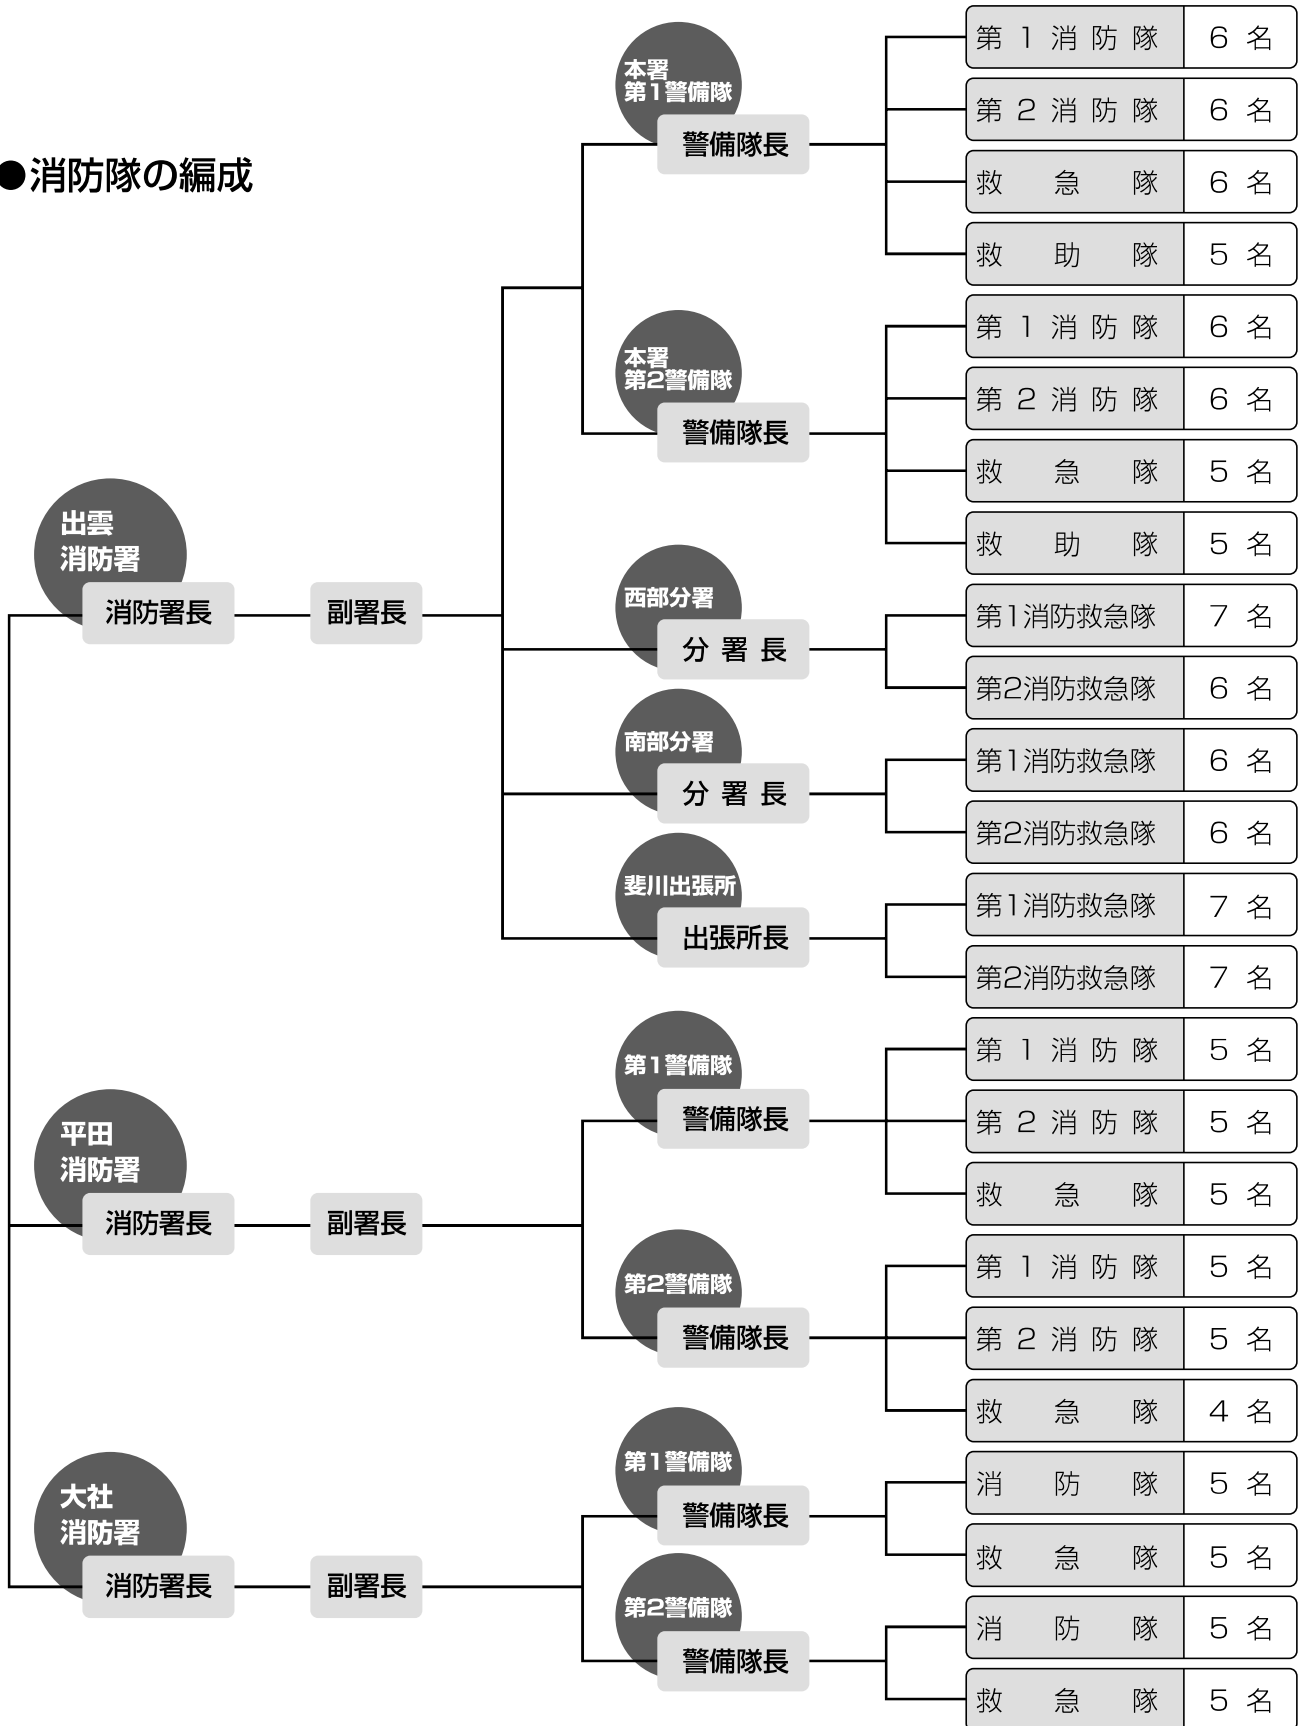 ●消防隊の編成
出雲
消防署
消防署長
副署長
本署
第1警備隊
警備隊長
第1消防隊 6名
第2消防隊 6名
救急隊 6名
救助隊 5名
本署
第2警備隊
警備隊長
第1消防隊 6名
第2消防隊 6名
救急隊 5名
救助隊 5名
西部分署
分署長
第1消防救急隊 7名
第2消防救急隊 6名
南部分署
分署長
第1消防救急隊 6名
第2消防救急隊 6名
斐川出張所
出張所長
第1消防救急隊 7名
第2消防救急隊 7名
平田
消防署
消防署長
副署長
第1警備隊
警備隊長
第1消防隊 5名
第2消防隊 5名
救急隊 5名
第2警備隊
警備隊長
第1消防隊 5名
第2消防隊 5名
救急隊 4名
大社
消防署
消防署長
副署長
第1警備隊
警備隊長
消防隊 5名
救急隊 5名
第2警備隊
警備隊長
消防隊 5名
救急隊 5名